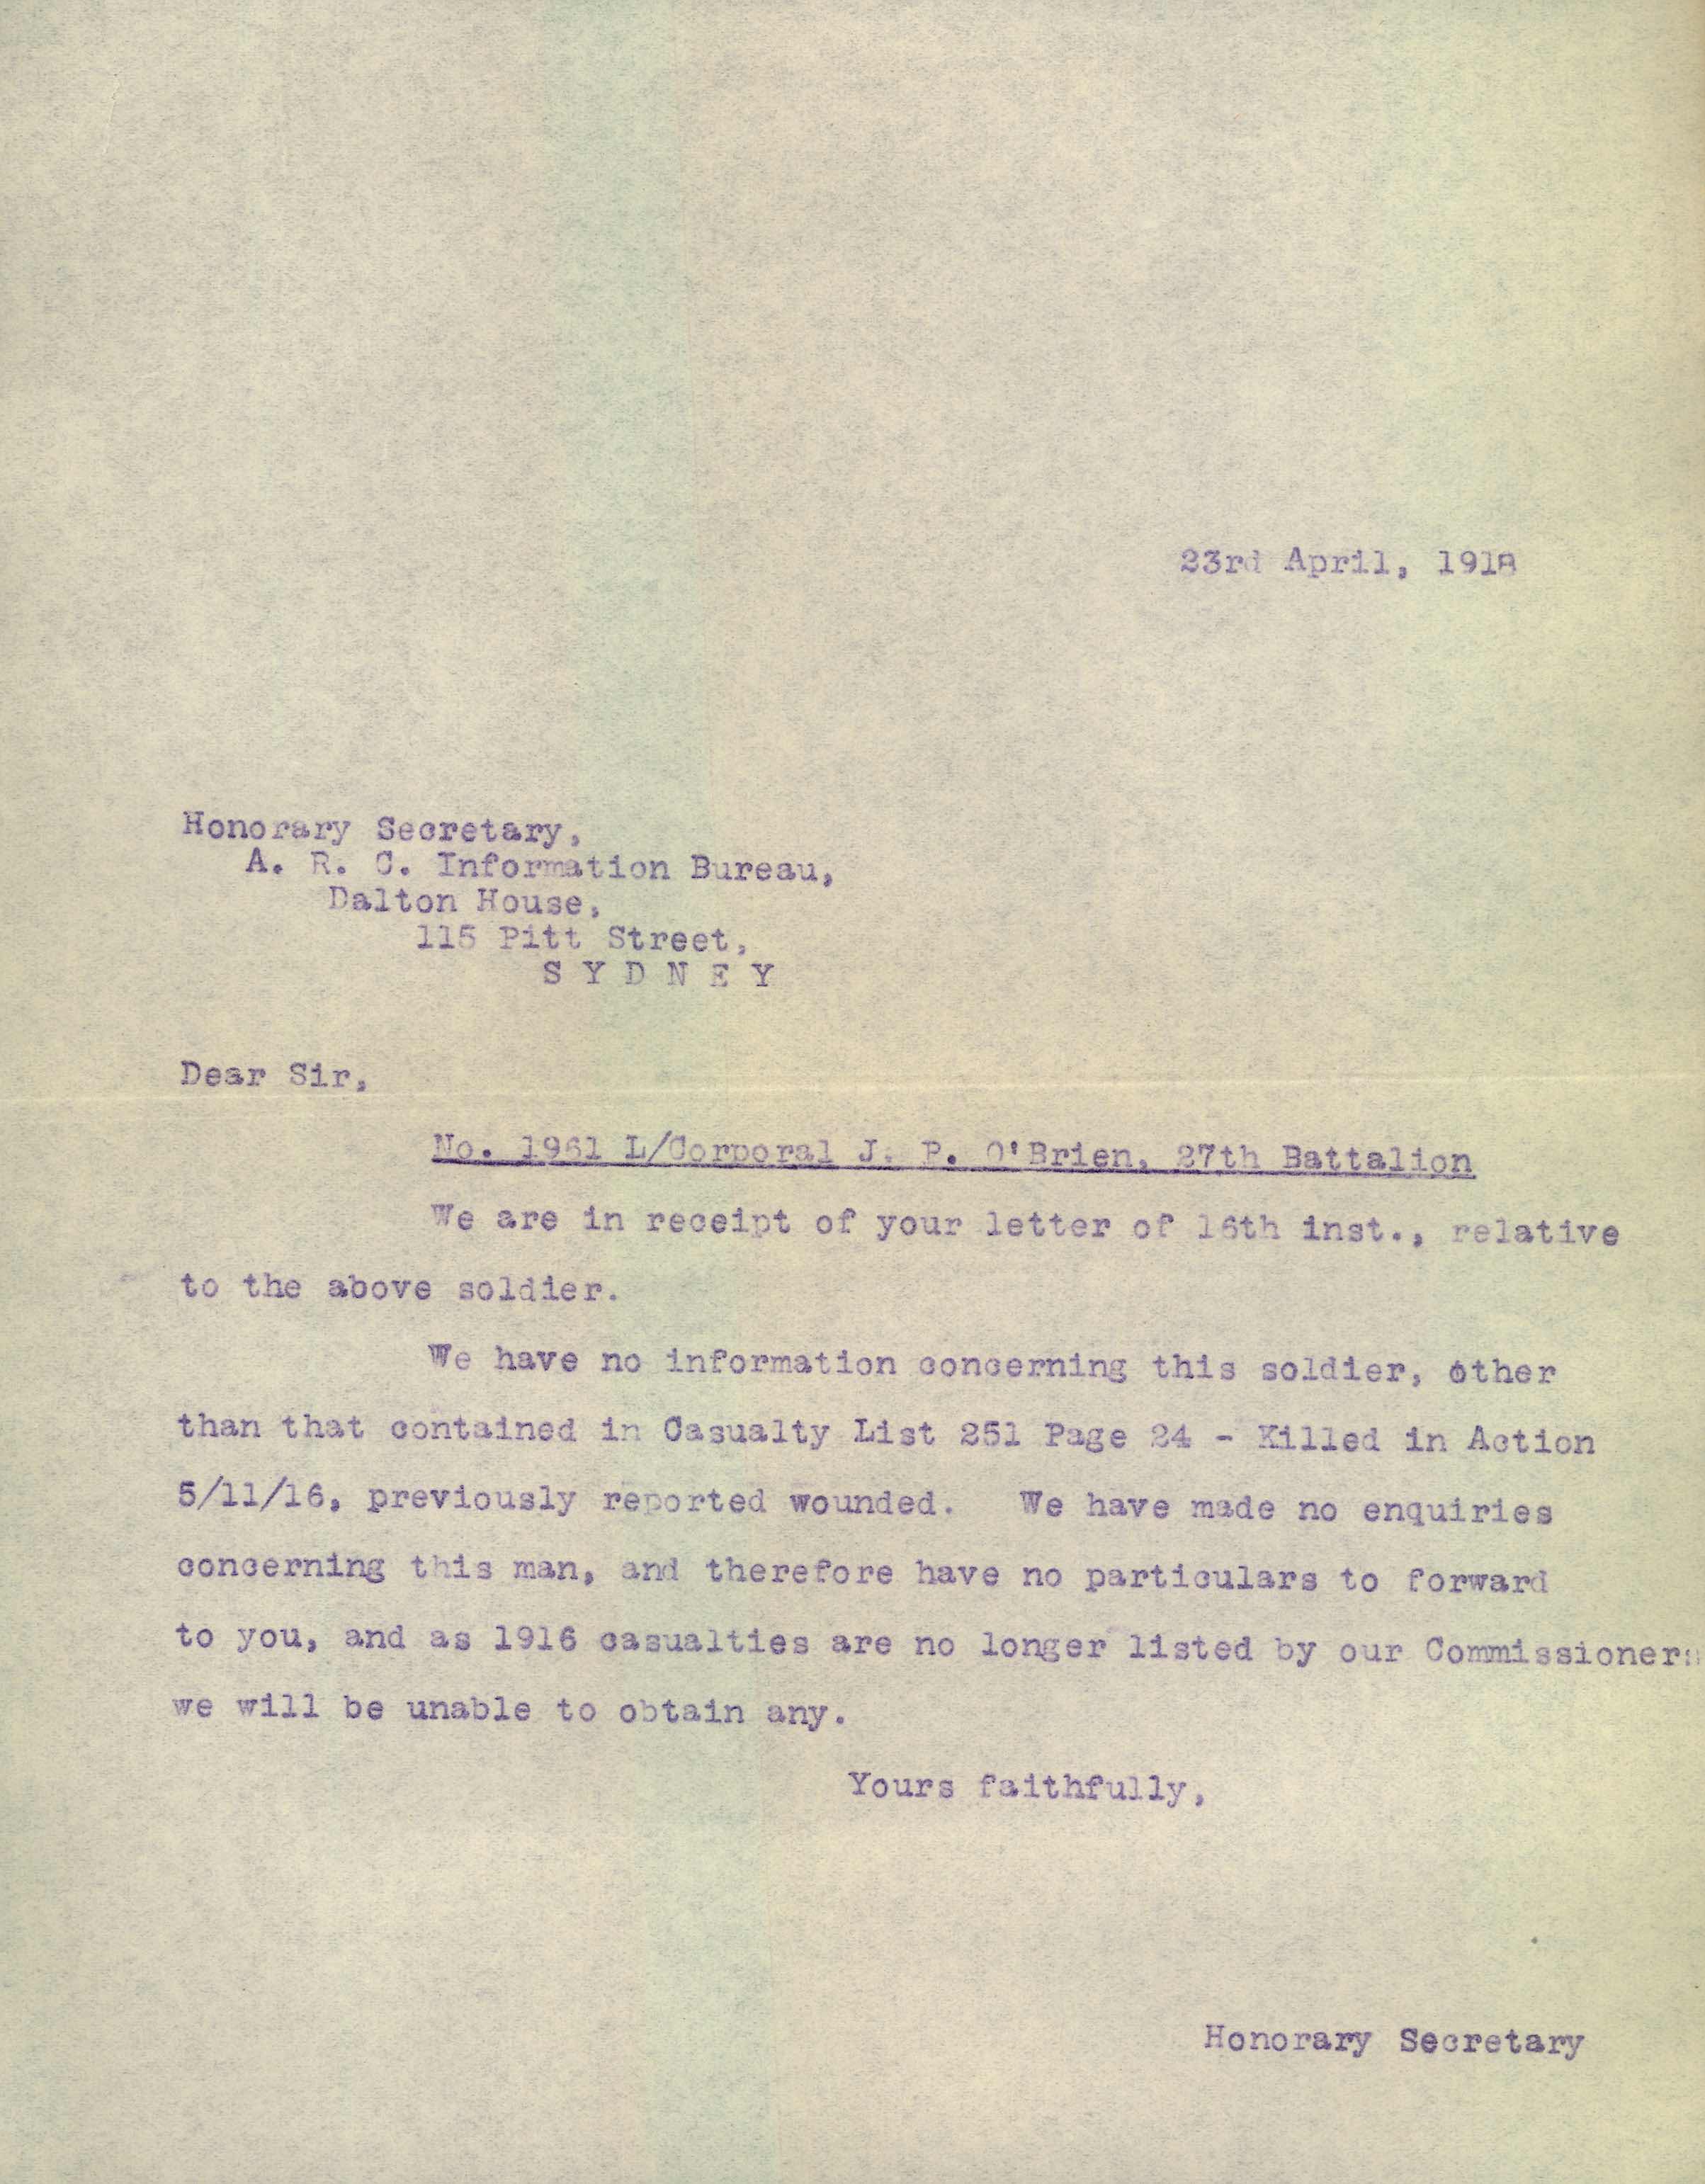 23rd April, 1918
Honorary Secretary,
A. R. C. Information Bureau,
Dalton House,
115 Pitt Street,
S Y D N E Y
Dear Sir,
No. 1961 L/Corporal J. P. O'Brien, 27th Battalion
We are in receipt of your letter of 16th inst., relative
to the above soldier.
We have no information concerning this soldier, other
than that contained in Casualty List 251 Page 24 - Killed in Action
5/11/16, previously reported wounded. We have made no enquiries
concerning this man, and therefore have no particulars to forward
to you, and as 1916 casualties are no longer listed by our Commissioners
we will be unable to obtain any.
Yours faithfully,
Honorary Secretary